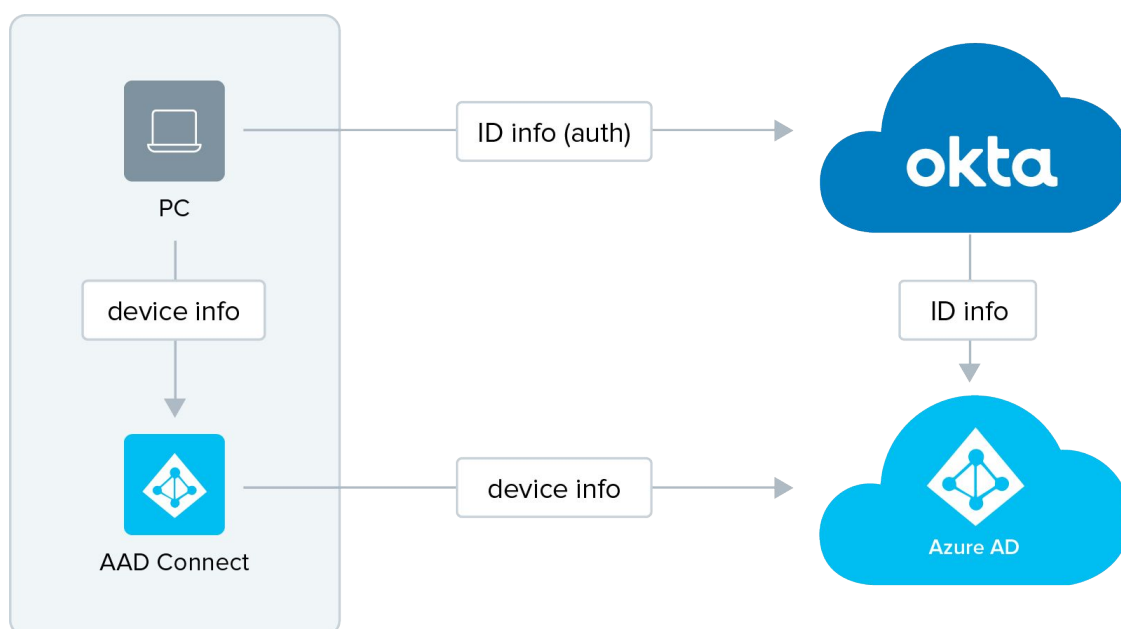 ID info (auth)
okta
PC
device info
ID info
device info
Azure AD
AAD Connect